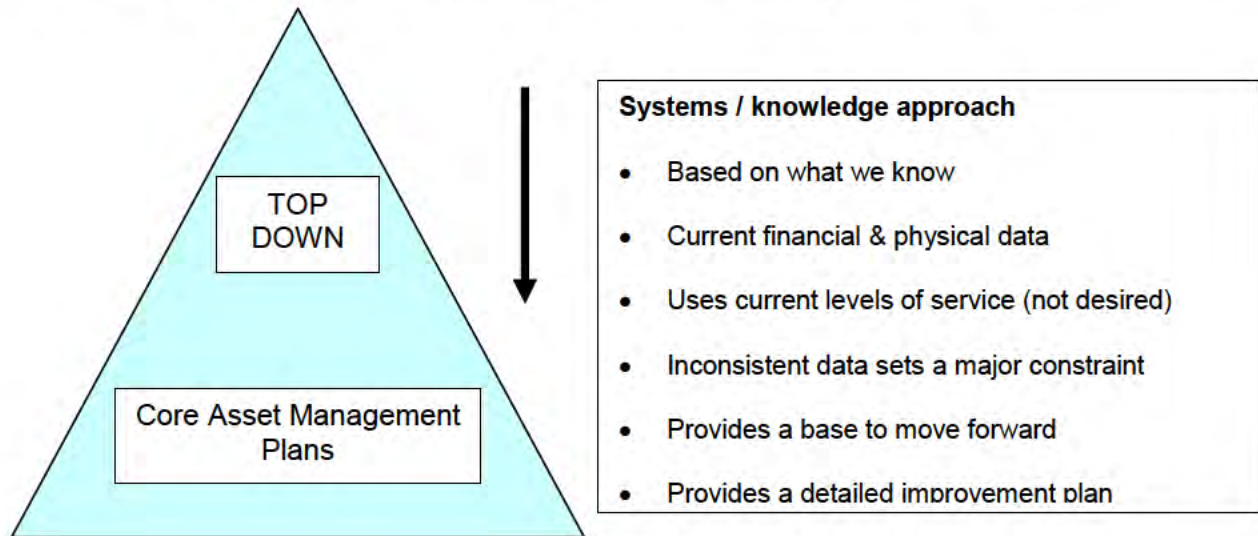 TOP
DOWN
Core Asset Management
Plans
Systems / knowledge approach
• Based on what we know
• Current financial & physical data
• Uses current levels of service (not desired)
• Inconsistent data sets a major constraint
• Provides a base to move forward
• Provides a detailed improvement plan